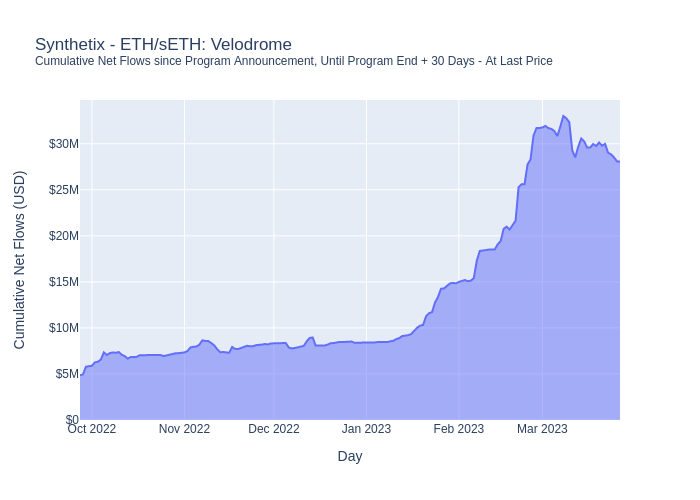 Synthetix - ETH/sETH: Velodrome
Cumulative Net Flows since Program Announcement, Until Program End + 30 Days - At Last Price
Cumulative Net Flows (USD)
$30M
$25M
$20M
$15M
$10M
$5M
$0
Oct 2022 Nov 2022 Dec 2022 Jan 2023 Feb 2023 Mar 2023
Day